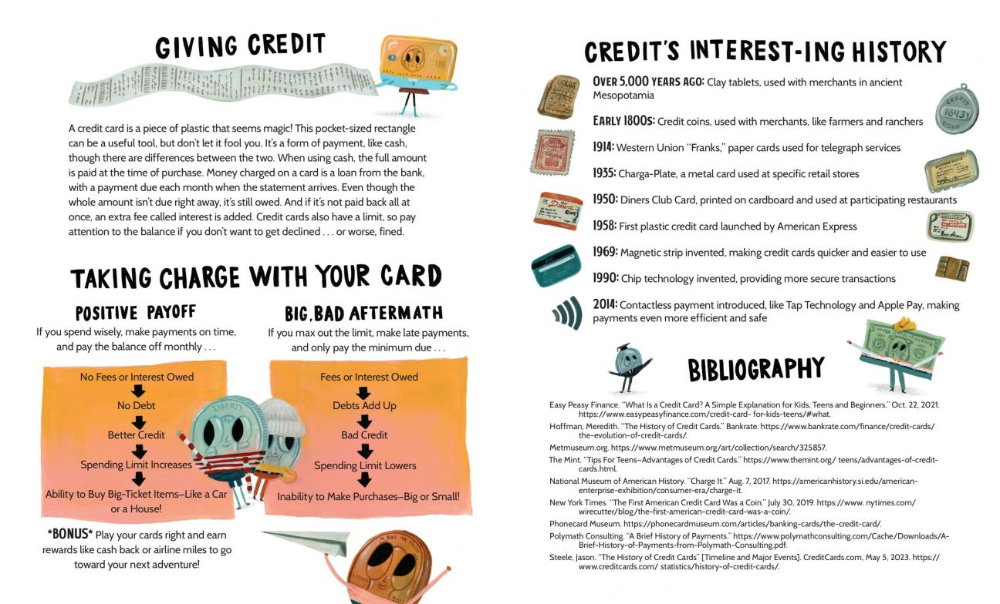 GIVING CREDIT
A credit card is a piece of plastic that seems magic! This pocket-sized rectangle
can be a useful tool, but don't let it fool you. It's a form of payment, like cash,
though there are differences between the two. When using cash, the full amount
is paid at the time of purchase. Money charged on a card is a loan from the bank,
with a payment due each month when the statement arrives. Even though the
whole amount isn't due right away, it's still owed. And if it's not paid back all at
once, an extra fee called interest is added. Credit cards also have a limit, so pay
attention to the balance if you don't want to get declined . . . or worse, fined.
TAKING CHARGE WITH YOUR CARD
POSITIVE PAYOFF
If you spend wisely, make payments on time,
and pay the balance off monthly . . .
No Fees or Interest Owed
No Debt
Better Credit
Spending Limit Increases
Ability to Buy Big-Ticket Items—Like a Car
or a House!
*BONUS* Play your cards right and earn
rewards like cash back or airline miles to go
toward your next adventure!
BIG, BAD AFTERMATH
If you max out the limit, make late payments,
and only pay the minimum due . . .
Fees or Interest Owed
Debts Add Up
Bad Credit
Spending Limit Lowers
Inability to Make Purchases—Big or Small!
LIBERTY
CREDIT'S INTEREST-ING HISTORY
OVER 5,000 YEARS AGO: Clay tablets, used with merchants in ancient
Mesopotamia
EARLY 1800s: Credit coins, used with merchants, like farmers and ranchers
1914: Western Union "Franks," paper cards used for telegraph services
1935: Charga-Plate, a metal card used at specific retail stores
1950: Diners Club Card, printed on cardboard and used at participating restaurants
1958: First plastic credit card launched by American Express
1969: Magnetic strip invented, making credit cards quicker and easier to use
1990: Chip technology invented, providing more secure transactions
2014: Contactless payment introduced, like Tap Technology and Apple Pay, making
payments even more efficient and safe
CREDIT
16431
COIN
FRANK
Diners
CLUB
BIBLIOGRAPHY
Easy Peasy Finance. "What Is a Credit Card? A Simple Explanation for Kids, Teens and Beginners." Oct. 22, 2021.
https://www.easypeasyfinance.com/credit-card- for-kids-teens/#what.
Hoffman, Meredith. "The History of Credit Cards." Bankrate. https://www.bankrate.com/finance/credit-cards/
the-evolution-of-credit-cards/.
Metmuseum.org. https://www.metmuseum.org/art/collection/search/325857.
The Mint. "Tips For Teens—Advantages of Credit Cards." https://www.themint.org/ teens/advantages-of-credit-
cards.html.
National Museum of American History. "Charge It." Aug. 7, 2017. https://americanhistory.si.edu/american-
enterprise-exhibition/consumer-era/charge-it.
New York Times. "The First American Credit Card Was a Coin." July 30, 2019. https://www. nytimes.com/
wirecutter/blog/the-first-american-credit-card-was-a-coin/.
Phonecard Museum. https://phonecardmuseum.com/articles/banking-cards/the-credit-card/.
Polymath Consulting. "A Brief History of Payments." https://www.polymathconsulting.com/Cache/Downloads/A-
Brief-History-of-Payments-from-Polymath-Consulting.pdf.
Steele, Jason. "The History of Credit Cards" [Timeline and Major Events]. CreditCards.com, May 5, 2023. https://
www.creditcards.com/ statistics/history-of-credit-cards/.